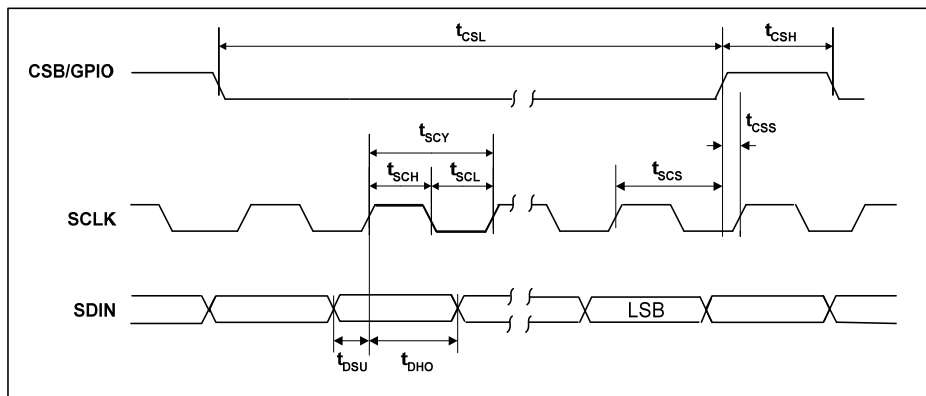 tCSL
tCSH
CSB/GPIO
tCSS
tSCY
tSCH
tSCL
tSCS
SCLK
SDIN
LSB
tDSU
tDHO